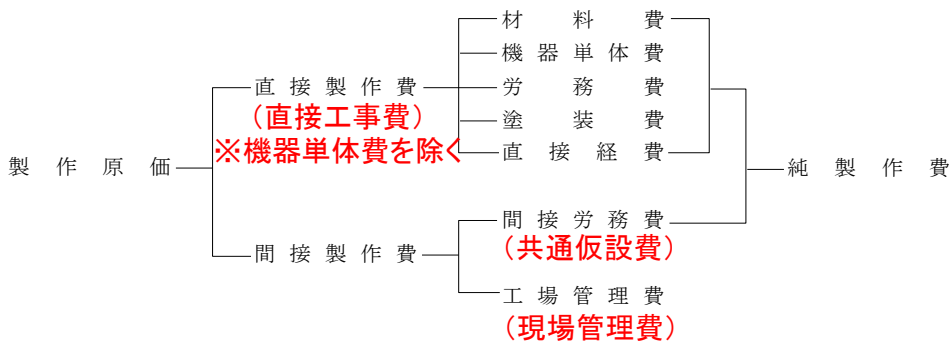 材料費
機器単体費
直接製作費
労務費
(直接工事費)
塗装費
※機器単体費を除く
直接経費
製作原価
純製作費
間接労務費
(共通仮設費)
間接製作費
工場管理費
(現場管理費)